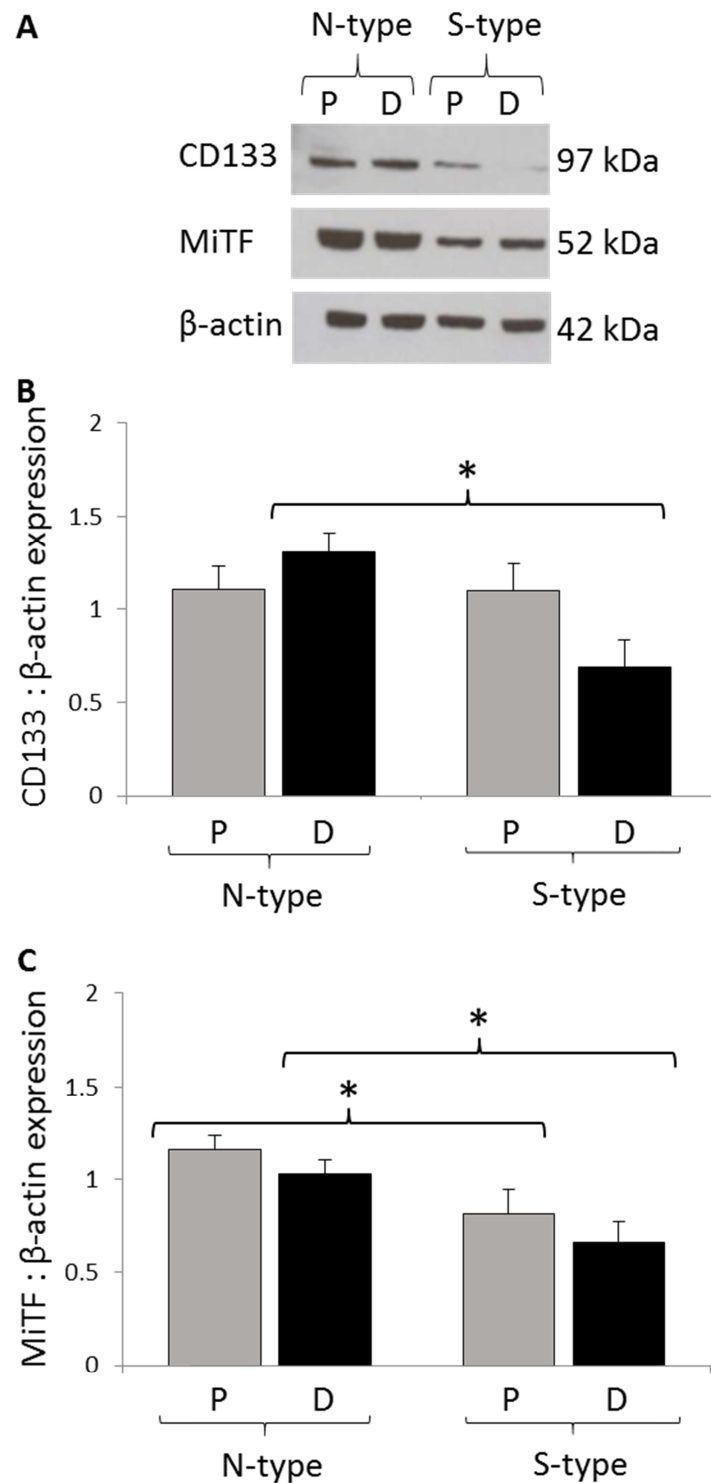 A
N-type S-type
P D P D
CD133 97 kDa
MiTF 52 kDa
β-actin 42 kDa
B
CD133 : β-actin expression
2
1.5
1
0.5
0
*
P D P D
N-type S-type
C
MiTF : β-actin expression
2
1.5
1
0.5
0
*
*
P D P D
N-type S-type